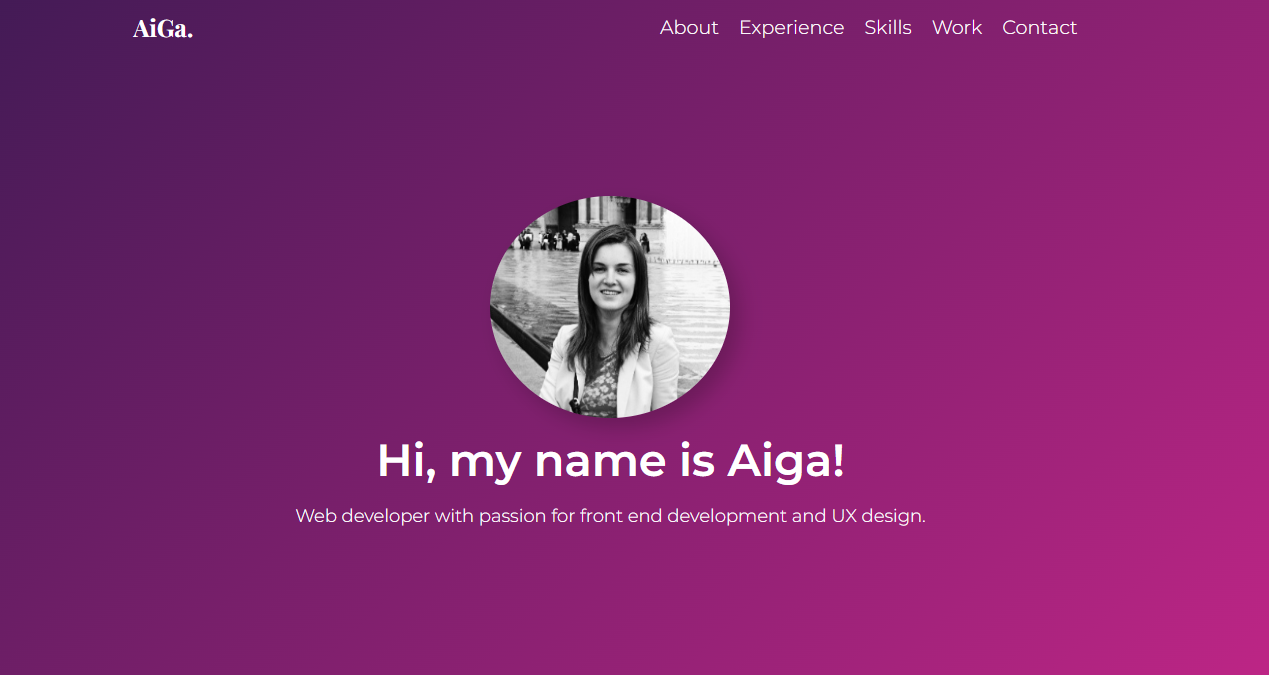 AiGa.
About Experience Skills Work Contact
Hi, my name is Aiga!
Web developer with passion for front end development and UX design.